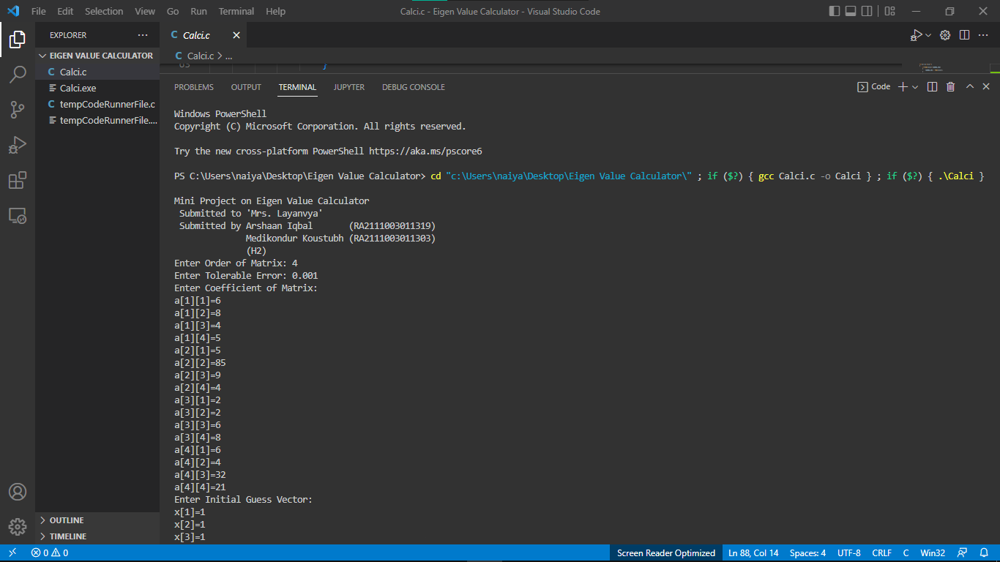 File Edit Selection View Go Run Terminal Help
Calci.c - Eigen Value Calculator - Visual Studio Code
EXPLORER
EIGEN VALUE CALCULATOR
C Calci.c
Calci.exe
C tempCodeRunnerFile.c
tempCodeRunnerFile....
OUTLINE
TIMELINE
C Calci.c
C Calci.c > ...
63 }
PROBLEMS OUTPUT TERMINAL JUPYTER DEBUG CONSOLE
Code
Windows PowerShell
Copyright (C) Microsoft Corporation. All rights reserved.
Try the new cross-platform PowerShell https://aka.ms/pscore6
PS C:\Users\naiya\Desktop\Eigen Value Calculator> cd "c:\Users\naiya\Desktop\Eigen Value Calculator\" ; if ($?) { gcc Calci.c -o Calci } ; if ($?) { .\Calci }
Mini Project on Eigen Value Calculator
Submitted to 'Mrs. Layanvya'
Submitted by Arshaan Iqbal (RA2111003011319)
Medikondur Koustubh (RA2111003011303)
(H2)
Enter Order of Matrix: 4
Enter Tolerable Error: 0.001
Enter Coefficient of Matrix:
a[1][1]=6
a[1][2]=8
a[1][3]=4
a[1][4]=5
a[2][1]=5
a[2][2]=85
a[2][3]=9
a[2][4]=4
a[3][1]=2
a[3][2]=2
a[3][3]=6
a[3][4]=8
a[4][1]=6
a[4][2]=4
a[4][3]=32
a[4][4]=21
Enter Initial Guess Vector:
x[1]=1
x[2]=1
x[3]=1
0 0
Screen Reader Optimized Ln 88, Col 14 Spaces: 4 UTF-8 CRLF C Win32